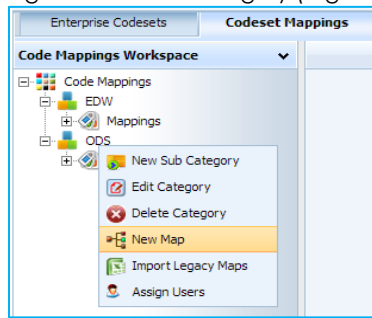 Enterprise Codesets Codeset Mappings
Code Mappings Workspace
Code Mappings
EDW
Mappings
ODS
New Sub Category
Edit Category
Delete Category
New Map
Import Legacy Maps
Assign Users